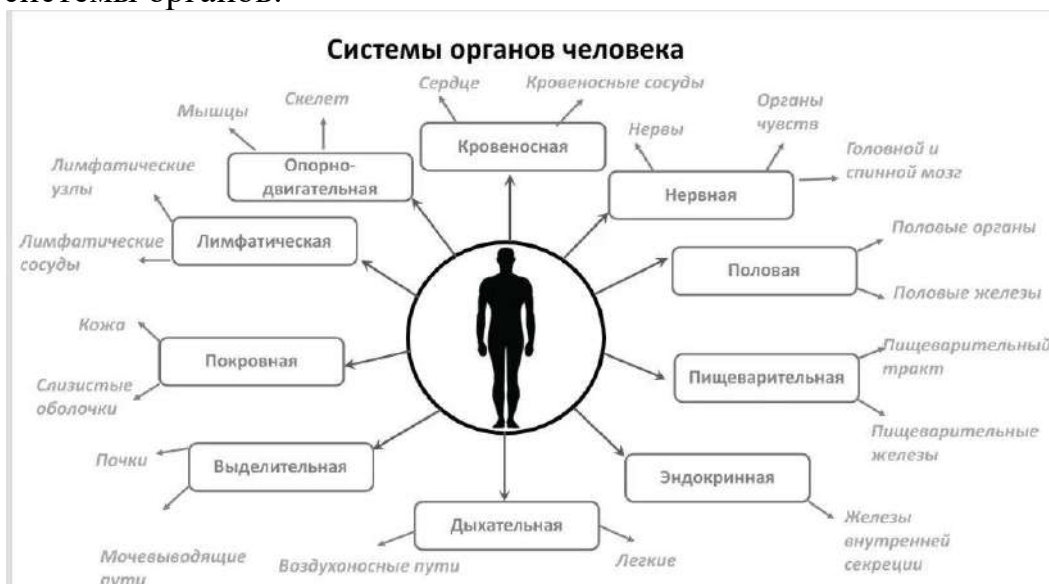 системы органов.
Системы органов человека
Сердце
Кровеносные сосуды
Скелет
Мышцы
Органы
чувств
Нервы
Кровеносная
Опорно-
двигательная
Головной и
спинной мозг
Лимфатические
узлы
Нервная
Лимфатическая
Лимфатические
сосуды
Половые органы
Половая
Половые железы
Кожа
Покровная
Слизистые
оболочки
Пищеварительный
тракт
Пищеварительная
Пищеварительные
железы
Почки
Выделительная
Эндокринная
Дыхательная
Железы
внутренней
секреции
Мочевыводящие
пути
Воздухоносные пути
Легкие